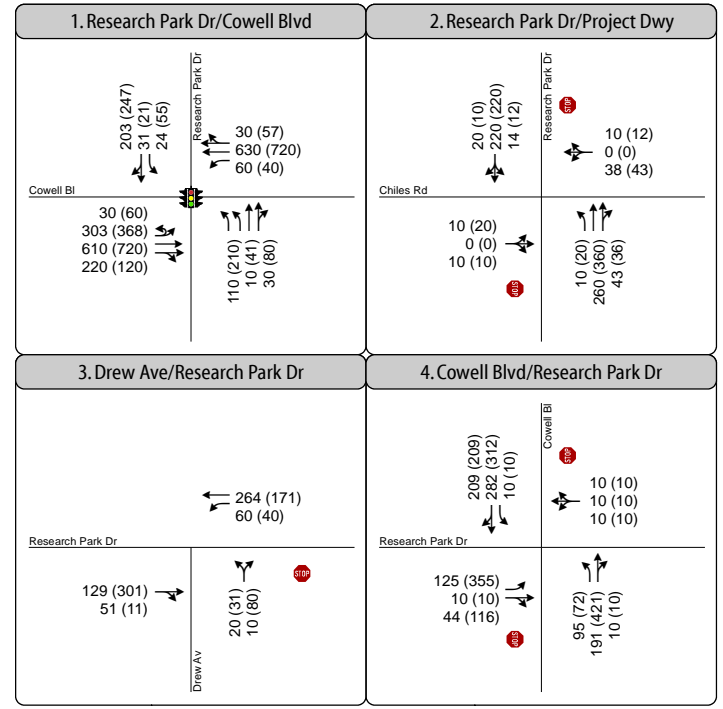 1. Research Park Dr/Cowell Blvd
Research Park Dr
203 (247)
31 (21)
24 (55)
30 (57)
630 (720)
60 (40)
Cowell Bl
30 (60)
303 (368)
610 (720)
220 (120)
110 (210)
10 (41)
30 (80)
2. Research Park Dr/Project Dwy
Research Park Dr
STOP
20 (10)
220 (220)
14 (12)
10 (12)
0 (0)
38 (43)
Chiles Rd
10 (20)
0 (0)
10 (10)
STOP
10 (20)
260 (360)
43 (36)
3. Drew Ave/Research Park Dr
264 (171)
60 (40)
Research Park Dr
129 (301)
51 (11)
20 (31)
10 (80)
STOP
Drew Av
4. Cowell Blvd/Research Park Dr
Cowell Bl
STOP
209 (209)
282 (312)
10 (10)
10 (10)
10 (10)
10 (10)
Research Park Dr
125 (355)
10 (10)
44 (116)
STOP
95 (72)
191 (421)
10 (10)